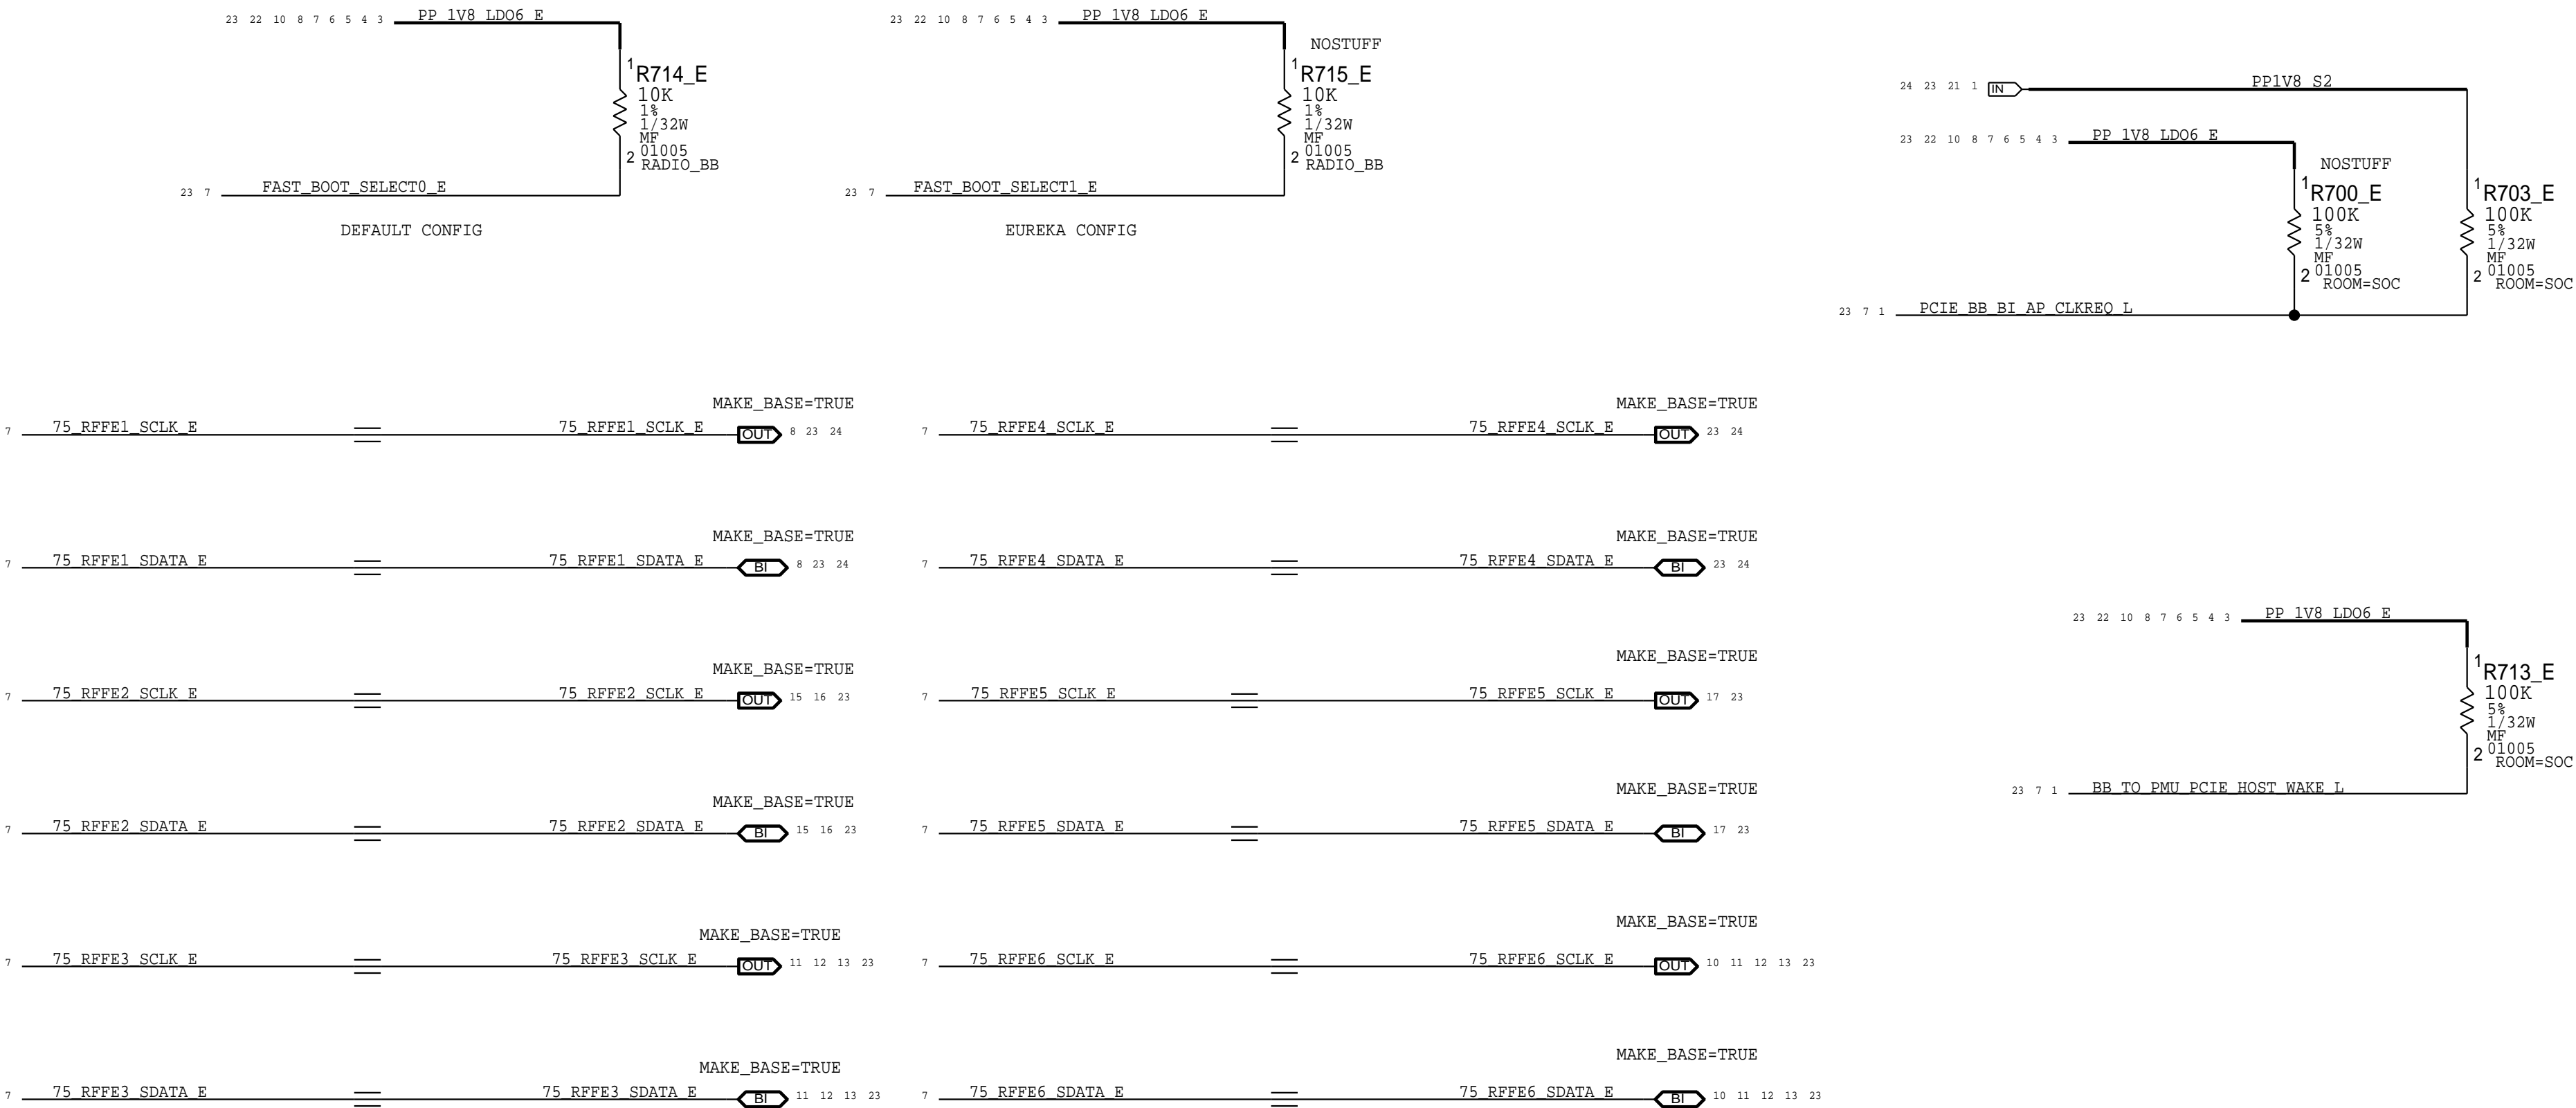 23 22 10 8 7 6 5 4 3 PP_1V8_LDO6_E
1
R714_E
10K
1%
1/32W
MF
01005
2
RADIO_BB
23 7 FAST_BOOT_SELECT0_E
DEFAULT CONFIG
23 22 10 8 7 6 5 4 3 PP_1V8_LDO6_E
NOSTUFF
1
R715_E
10K
1%
1/32W
MF
01005
2
RADIO_BB
23 7 FAST_BOOT_SELECT1_E
EUREKA CONFIG
24 23 21 1 IN PP1V8_S2
23 22 10 8 7 6 5 4 3 PP_1V8_LDO6_E
NOSTUFF
1
R700_E
100K
5%
1/32W
MF
01005
2
ROOM=SOC
1
R703_E
100K
5%
1/32W
MF
01005
2
ROOM=SOC
23 7 1 PCIE_BB_BI_AP_CLKREQ_L
MAKE_BASE=TRUE
7 75_RFFE1_SCLK_E 75_RFFE1_SCLK_E OUT 8 23 24
MAKE_BASE=TRUE
7 75_RFFE4_SCLK_E 75_RFFE4_SCLK_E OUT 23 24
MAKE_BASE=TRUE
7 75_RFFE1_SDATA_E 75_RFFE1_SDATA_E BI 8 23 24
MAKE_BASE=TRUE
7 75_RFFE4_SDATA_E 75_RFFE4_SDATA_E BI 23 24
MAKE_BASE=TRUE
7 75_RFFE2_SCLK_E 75_RFFE2_SCLK_E OUT 15 16 23
MAKE_BASE=TRUE
7 75_RFFE5_SCLK_E 75_RFFE5_SCLK_E OUT 17 23
23 22 10 8 7 6 5 4 3 PP_1V8_LDO6_E
1
R713_E
100K
5%
1/32W
MF
01005
2
ROOM=SOC
23 7 1 BB_TO_PMU_PCIE_HOST_WAKE_L
MAKE_BASE=TRUE
7 75_RFFE2_SDATA_E 75_RFFE2_SDATA_E BI 15 16 23
MAKE_BASE=TRUE
7 75_RFFE5_SDATA_E 75_RFFE5_SDATA_E BI 17 23
MAKE_BASE=TRUE
7 75_RFFE3_SCLK_E 75_RFFE3_SCLK_E OUT 11 12 13 23
MAKE_BASE=TRUE
7 75_RFFE6_SCLK_E 75_RFFE6_SCLK_E OUT 10 11 12 13 23
MAKE_BASE=TRUE
7 75_RFFE3_SDATA_E 75_RFFE3_SDATA_E BI 11 12 13 23
MAKE_BASE=TRUE
7 75_RFFE6_SDATA_E 75_RFFE6_SDATA_E BI 10 11 12 13 23